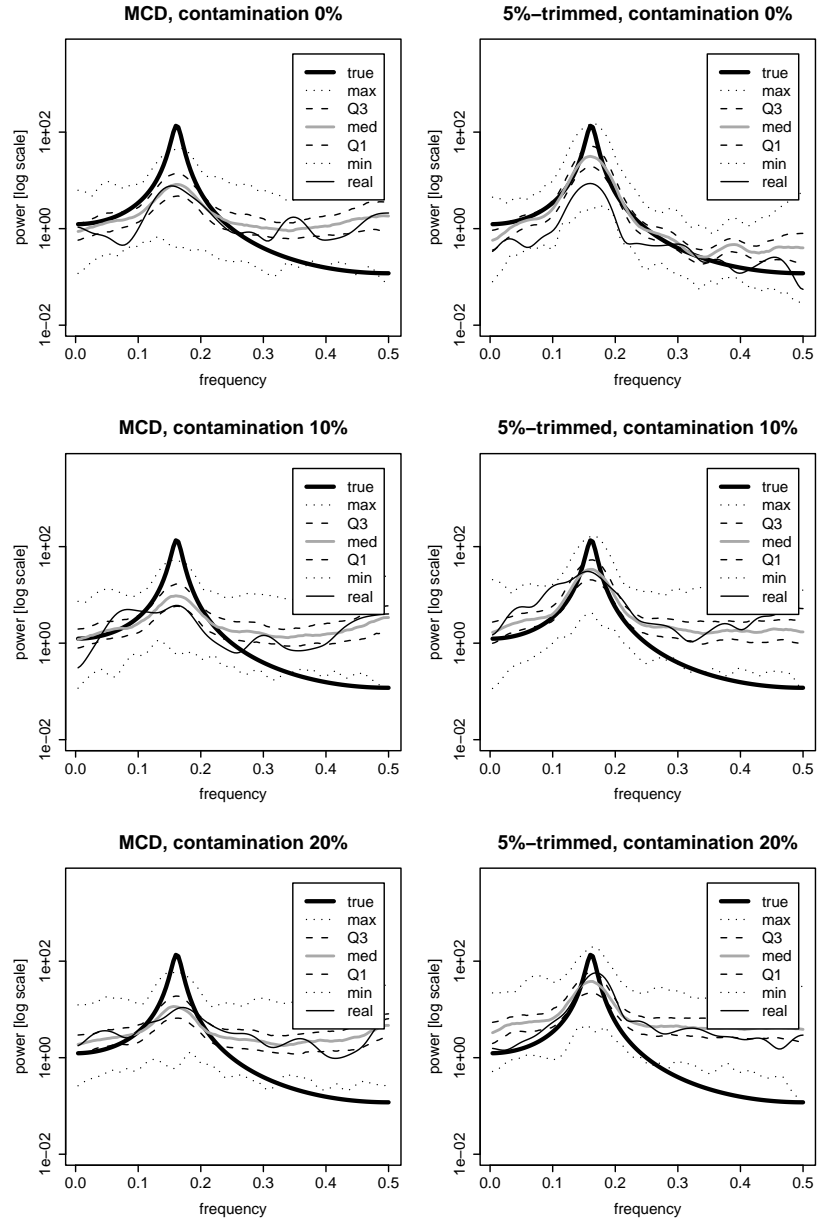 MCD, contamination 0%
power [log scale]
1e−02
1e+00
1e+02
true
max
Q3
med
Q1
min
real
0.0 0.1 0.2 0.3 0.4 0.5
frequency
5%−trimmed, contamination 0%
power [log scale]
1e−02
1e+00
1e+02
true
max
Q3
med
Q1
min
real
0.0 0.1 0.2 0.3 0.4 0.5
frequency
MCD, contamination 10%
power [log scale]
1e−02
1e+00
1e+02
true
max
Q3
med
Q1
min
real
0.0 0.1 0.2 0.3 0.4 0.5
frequency
5%−trimmed, contamination 10%
power [log scale]
1e−02
1e+00
1e+02
true
max
Q3
med
Q1
min
real
0.0 0.1 0.2 0.3 0.4 0.5
frequency
MCD, contamination 20%
power [log scale]
1e−02
1e+00
1e+02
true
max
Q3
med
Q1
min
real
0.0 0.1 0.2 0.3 0.4 0.5
frequency
5%−trimmed, contamination 20%
power [log scale]
1e−02
1e+00
1e+02
true
max
Q3
med
Q1
min
real
0.0 0.1 0.2 0.3 0.4 0.5
frequency